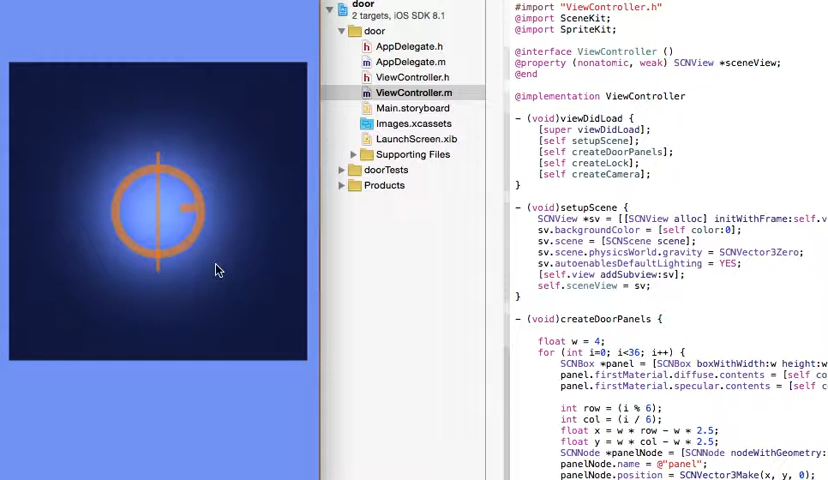 door
2 targets, iOS SDK 8.1
door
AppDelegate.h
AppDelegate.m
ViewController.h
ViewController.m
Main.storyboard
Images.xcassets
LaunchScreen.xib
Supporting Files
doorTests
Products
#import "ViewController.h"
@import SceneKit;
@import SpriteKit;
@interface ViewController ()
@property (nonatomic, weak) SCNView *sceneView;
@end
@implementation ViewController
- (void)viewDidLoad {
[super viewDidLoad];
[self setupScene];
[self createDoorPanels];
[self createLock];
[self createCamera];
}
- (void)setupScene {
SCNView *sv = [[SCNView alloc] initWithFrame:self.v
sv.backgroundColor = [self color:0];
sv.scene = [SCNScene scene];
sv.scene.physicsWorld.gravity = SCNVector3Zero;
sv.autoenablesDefaultLighting = YES;
[self.view addSubview:sv];
self.sceneView = sv;
}
- (void)createDoorPanels {
float w = 4;
for (int i=0; i<36; i++) {
SCNBox *panel = [SCNBox boxWithWidth:w height:w
panel.firstMaterial.diffuse.contents = [self co
panel.firstMaterial.specular.contents = [self c
int row = (i % 6);
int col = (i / 6);
float x = w * row - w * 2.5;
float y = w * col - w * 2.5;
SCNNode *panelNode = [SCNNode nodeWithGeometry:
panelNode.name = @"panel";
panelNode.position = SCNVector3Make(x, y, 0);